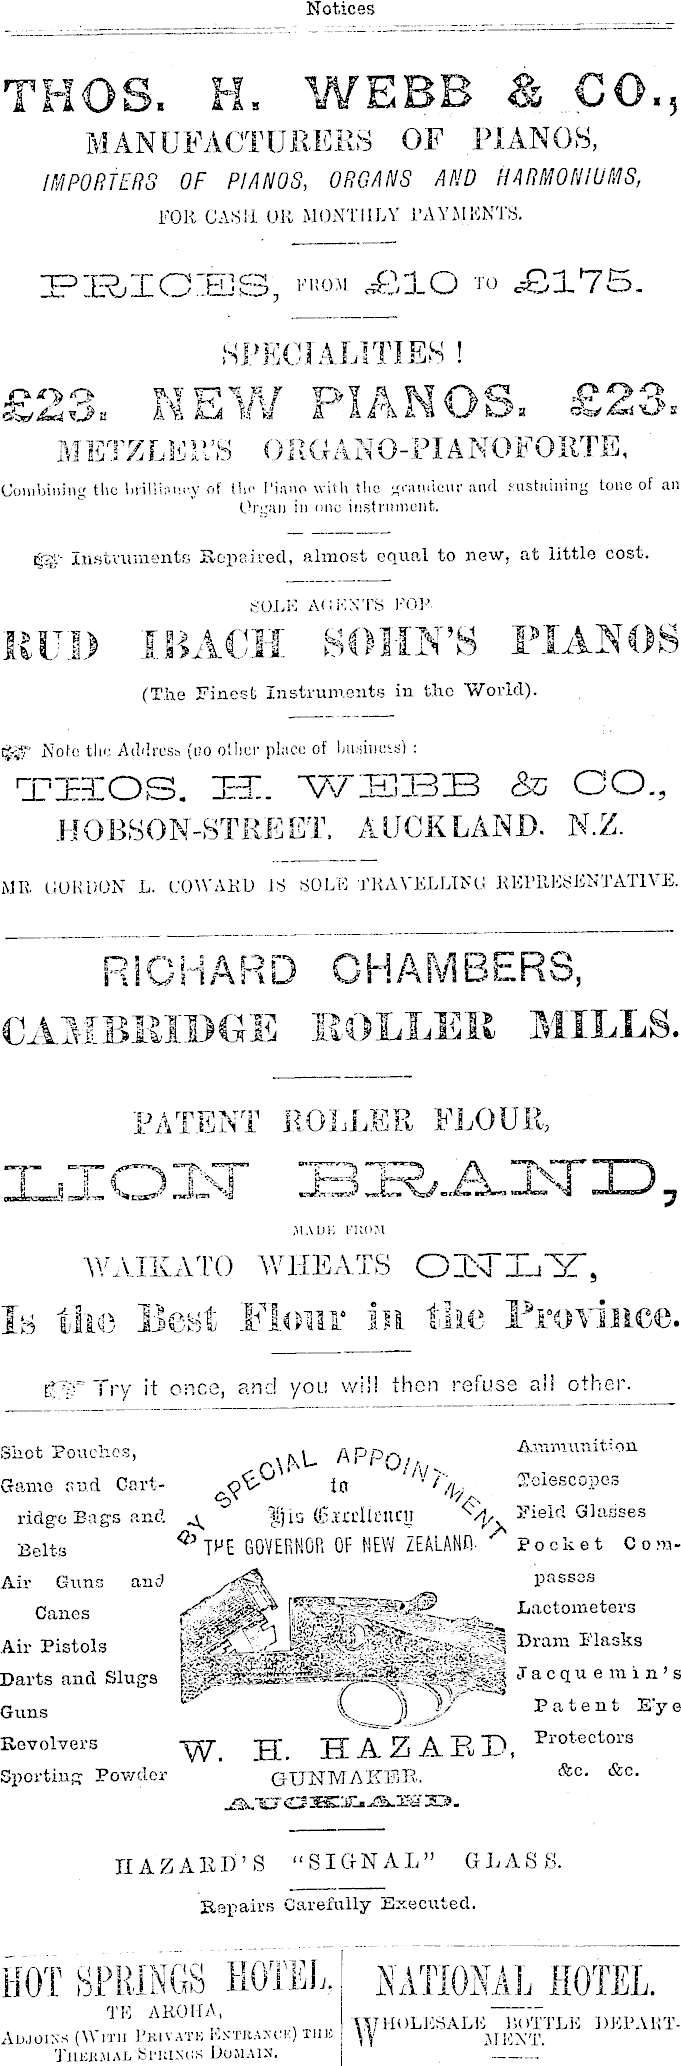 Notices
THOS. H. WEBB & CO.,
MANUFACTURERS OF PIANOS,
IMPORTERS OF PIANOS, ORGANS AND HARMONIUMS,
FOR CASH OR MONTHLY PAYMENTS.
PRICES, FROM £10 TO £175.
SPECIALITIES!
£23. NEW PIANOS. £23.
METZLER'S ORGANO-PIANOFORTE,
Combining the brilliancy of the Piano with the grandeur and sustaining tone of an
Organ in one instrument.
☞ Instruments Repaired, almost equal to new, at little cost.
SOLE AGENTS FOR
RUD IBACH SOHN'S PIANOS
(The Finest Instruments in the World).
☞ Note the Address (no other place of business):
THOS. H. WEBB & CO.,
HOBSON-STREET, AUCKLAND. N.Z.
MR. GORDON L. COWARD IS SOLE TRAVELLING REPRESENTATIVE.
RICHARD CHAMBERS,
CAMBRIDGE ROLLER MILLS.
PATENT ROLLER FLOUR,
LION BRAND,
MADE FROM
WAIKATO WHEATS ONLY,
Is the Best Flour in the Province.
☞ Try it once, and you will then refuse all other.
Shot Pouches,
Game and Cart-
ridge Bags and
Belts
Air Guns and
Canes
Air Pistols
Darts and Slugs
Guns
Revolvers
Sporting Powder
BY SPECIAL APPOINTMENT
to
His Excellency
THE GOVERNOR OF NEW ZEALAND.
W. H. HAZARD,
GUNMAKER.
AUCKLAND.
Ammunition
Telescopes
Field Glasses
Pocket Com-
passes
Lactometers
Dram Flasks
Jacquemin's
Patent Eye
Protectors
&c. &c.
HAZARD'S "SIGNAL" GLASS.
Repairs Carefully Executed.
HOT SPRINGS HOTEL,
TE AROHA,
ADJOINS (WITH PRIVATE ENTRANCE) THE
THERMAL SPRINGS DOMAIN.
NATIONAL HOTEL.
WHOLESALE BOTTLE DEPART-
MENT.